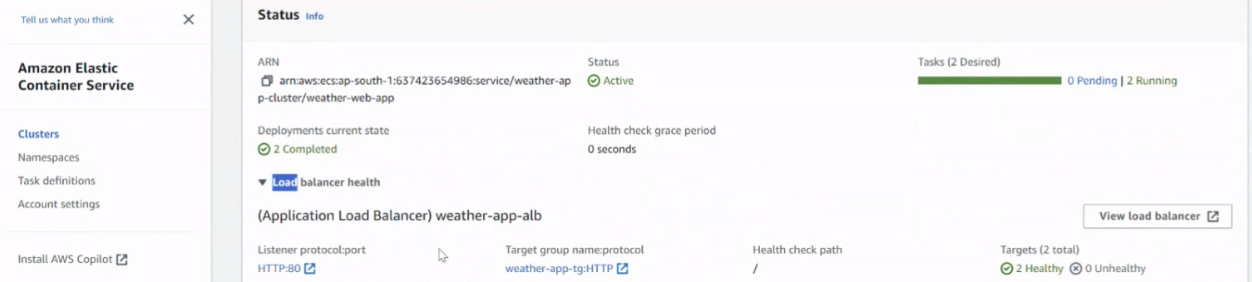 Tell us what you think
Amazon Elastic
Container Service
Clusters
Namespaces
Task definitions
Account settings
Install AWS Copilot
Status Info
ARN
arn:aws:ecs:ap-south-1:637423654986:service/weather-ap
p-cluster/weather-web-app
Status
Active
Tasks (2 Desired)
0 Pending | 2 Running
Deployments current state
2 Completed
Health check grace period
0 seconds
Load balancer health
(Application Load Balancer) weather-app-alb
View load balancer
Listener protocol:port
HTTP:80
Target group name:protocol
weather-app-tg:HTTP
Health check path
/
Targets (2 total)
2 Healthy 0 Unhealthy